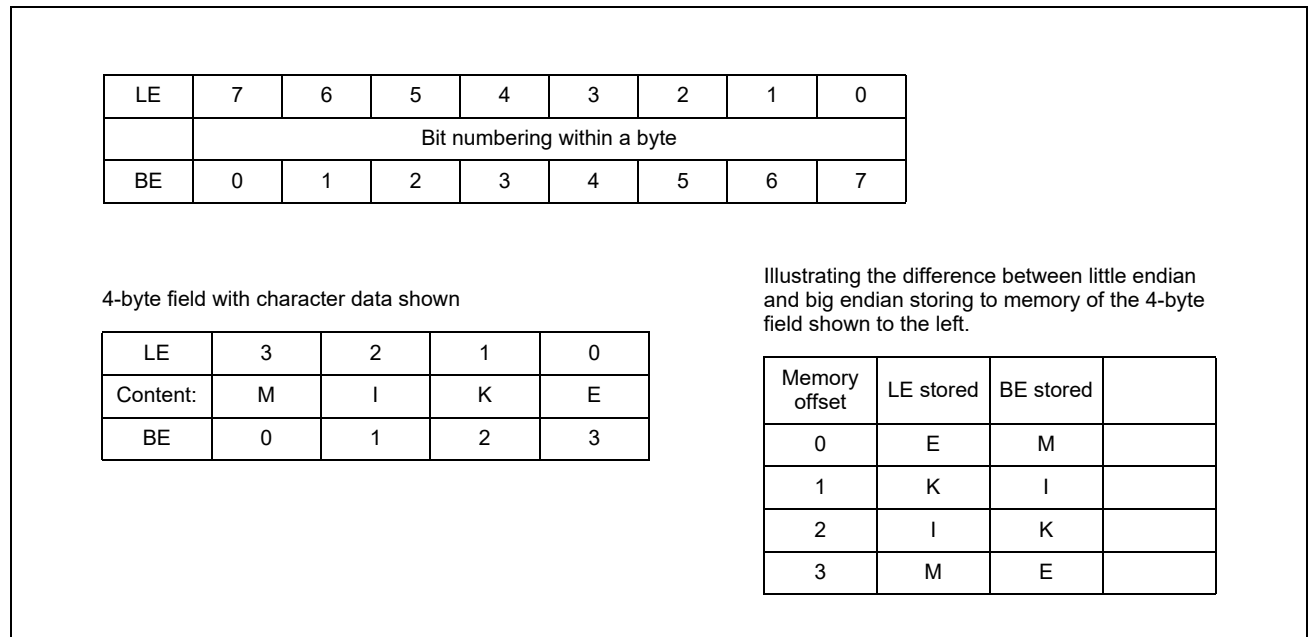 LE 7 6 5 4 3 2 1 0
Bit numbering within a byte
BE 0 1 2 3 4 5 6 7
4-byte field with character data shown
LE 3 2 1 0
Content: M I K E
BE 0 1 2 3
Illustrating the difference between little endian
and big endian storing to memory of the 4-byte
field shown to the left.
Memory
offset LE stored BE stored
0 E M
1 K I
2 I K
3 M E